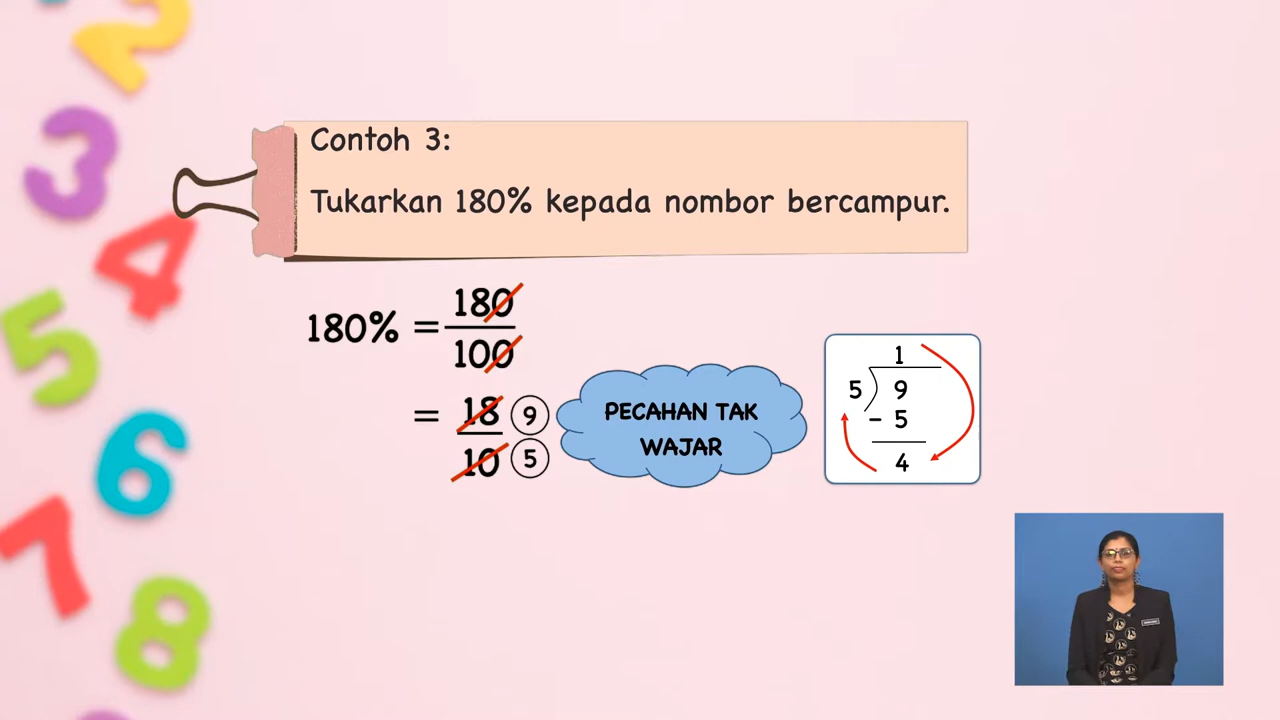 Contoh 3:
Tukarkan 180% kepada nombor bercampur.
180% = 180
100
= 18 9
10 5
PECAHAN TAK
WAJAR
1
5 9
- 5
4